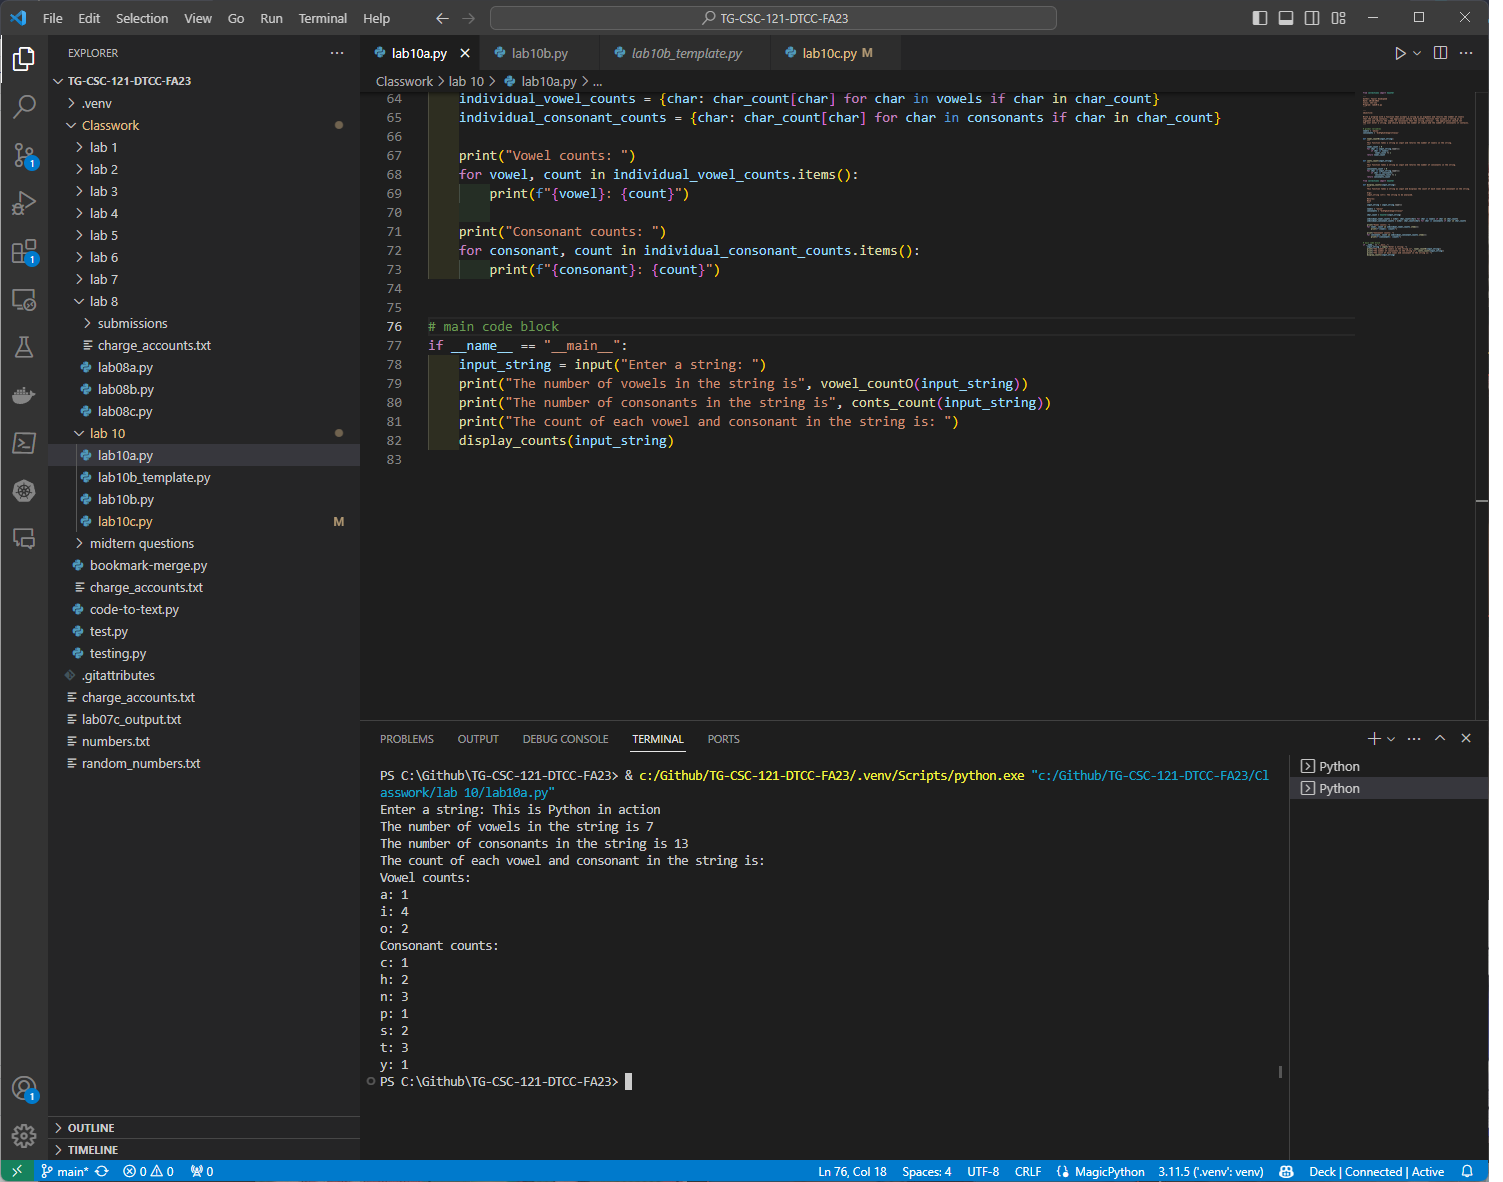 File Edit Selection View Go Run Terminal Help
TG-CSC-121-DTCC-FA23
EXPLORER
TG-CSC-121-DTCC-FA23
.venv
Classwork
lab 1
lab 2
lab 3
lab 4
lab 5
lab 6
lab 7
lab 8
submissions
charge_accounts.txt
lab08a.py
lab08b.py
lab08c.py
lab 10
lab10a.py
lab10b_template.py
lab10b.py
lab10c.py M
midtern questions
bookmark-merge.py
charge_accounts.txt
code-to-text.py
test.py
testing.py
.gitattributes
charge_accounts.txt
lab07c_output.txt
numbers.txt
random_numbers.txt
OUTLINE
TIMELINE
1
1
1
lab10a.py lab10b.py lab10b_template.py lab10c.py M
Classwork > lab 10 > lab10a.py > ...
64 individual_vowel_counts = {char: char_count[char] for char in vowels if char in char_count}
65 individual_consonant_counts = {char: char_count[char] for char in consonants if char in char_count}
66
67 print("Vowel counts: ")
68 for vowel, count in individual_vowel_counts.items():
69 print(f"{vowel}: {count}")
70
71 print("Consonant counts: ")
72 for consonant, count in individual_consonant_counts.items():
73 print(f"{consonant}: {count}")
74
75
76 # main code block
77 if __name__ == "__main__":
78 input_string = input("Enter a string: ")
79 print("The number of vowels in the string is", vowel_countO(input_string))
80 print("The number of consonants in the string is", conts_count(input_string))
81 print("The count of each vowel and consonant in the string is: ")
82 display_counts(input_string)
83
PROBLEMS OUTPUT DEBUG CONSOLE TERMINAL PORTS
PS C:\Github\TG-CSC-121-DTCC-FA23> & c:/Github/TG-CSC-121-DTCC-FA23/.venv/Scripts/python.exe "c:/Github/TG-CSC-121-DTCC-FA23/Cl
asswork/lab 10/lab10a.py"
Enter a string: This is Python in action
The number of vowels in the string is 7
The number of consonants in the string is 13
The count of each vowel and consonant in the string is:
Vowel counts:
a: 1
i: 4
o: 2
Consonant counts:
c: 1
h: 2
n: 3
p: 1
s: 2
t: 3
y: 1
PS C:\Github\TG-CSC-121-DTCC-FA23>
Python
Python
main* 0 0 0 Ln 76, Col 18 Spaces: 4 UTF-8 CRLF MagicPython 3.11.5 ('.venv': venv) Deck | Connected | Active